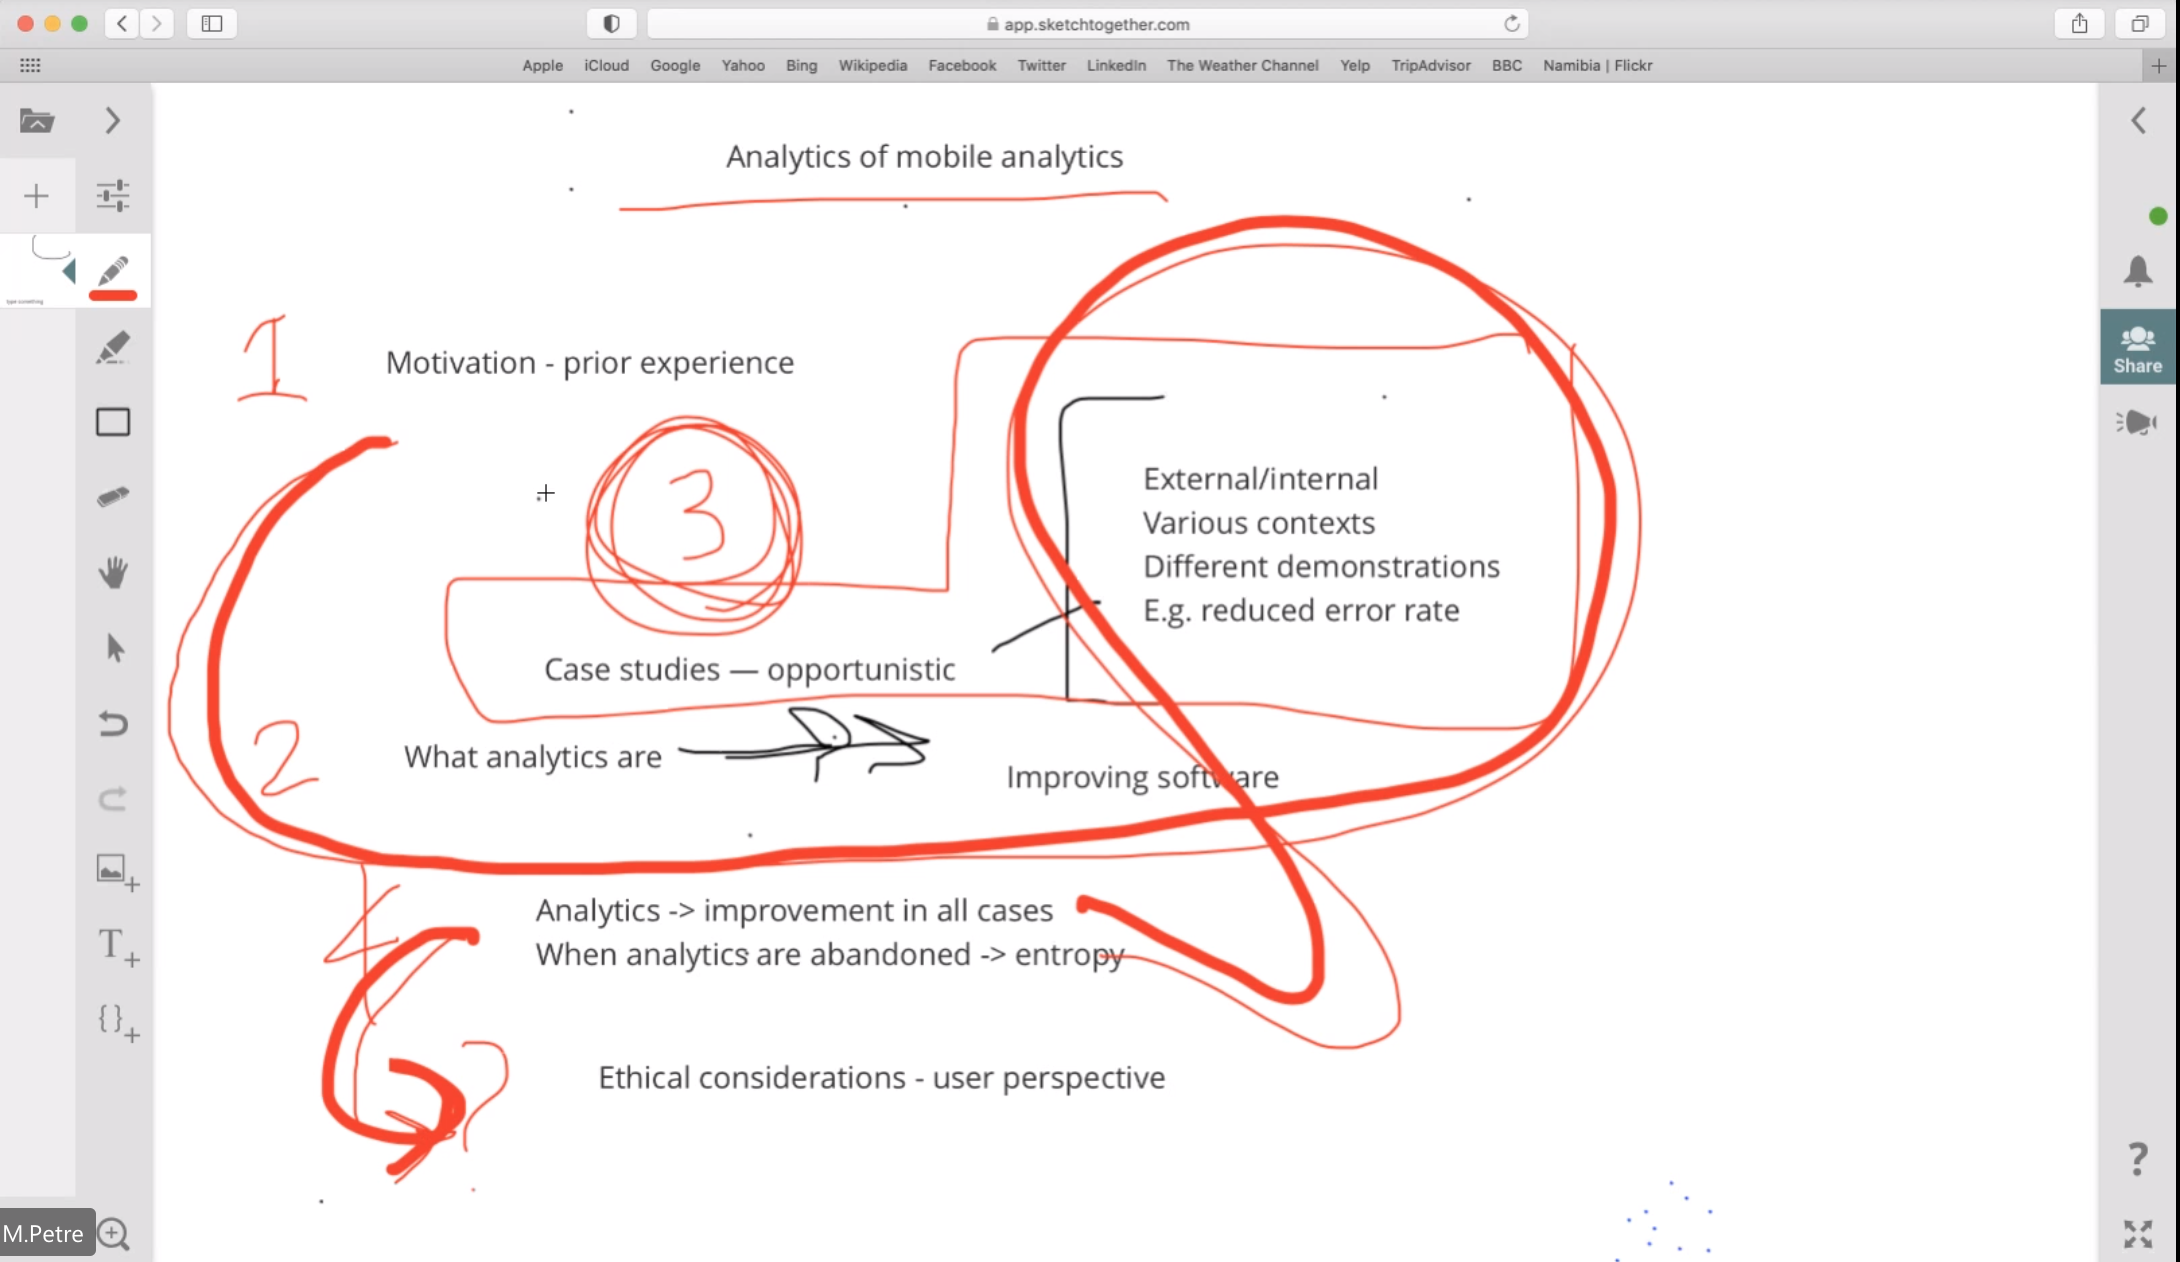 app.sketchtogether.com
Apple iCloud Google Yahoo Bing Wikipedia Facebook Twitter LinkedIn The Weather Channel Yelp TripAdvisor BBC Namibia | Flickr
Analytics of mobile analytics
1
Motivation - prior experience
3
External/internal
Various contexts
Different demonstrations
E.g. reduced error rate
Case studies — opportunistic
2
What analytics are
Improving software
Analytics -> improvement in all cases
When analytics are abandoned -> entropy
4
?
Ethical considerations - user perspective
Share
type something
M.Petre